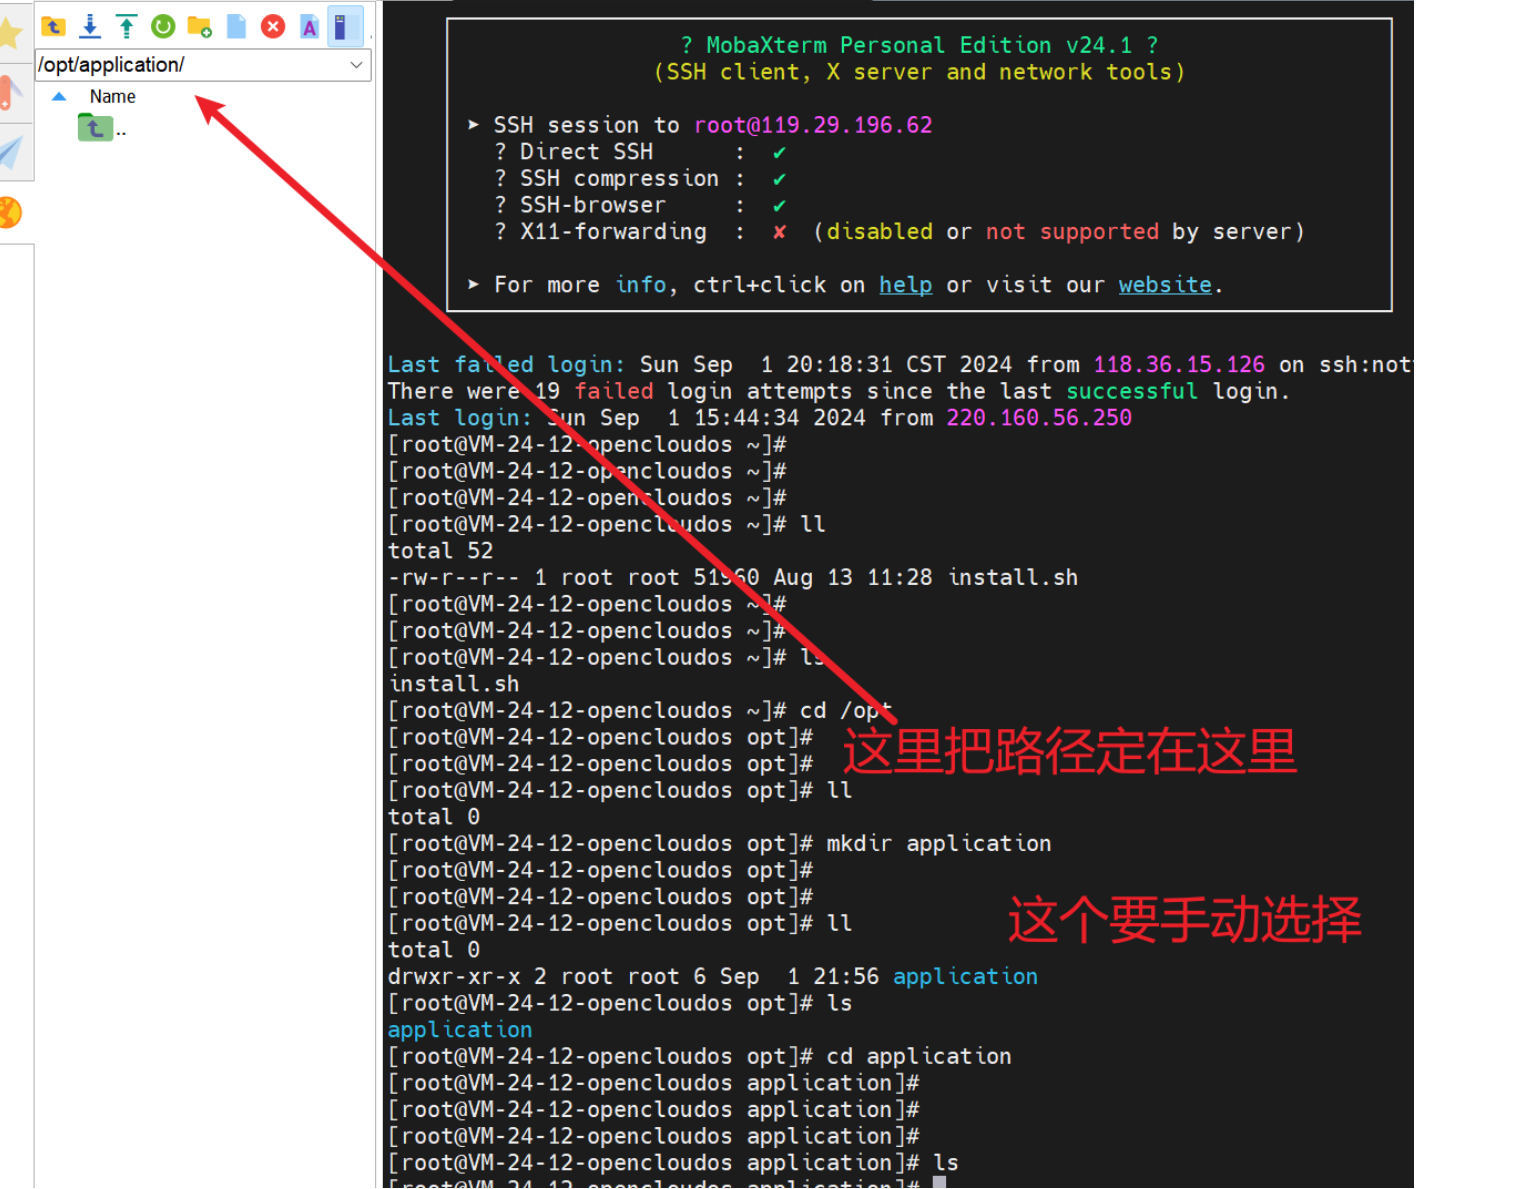 /opt/application/
Name
..
? MobaXterm Personal Edition v24.1 ?
(SSH client, X server and network tools)
➤ SSH session to root@119.29.196.62
? Direct SSH : ✔
? SSH compression : ✔
? SSH-browser : ✔
? X11-forwarding : ✘ (disabled or not supported by server)
➤ For more info, ctrl+click on help or visit our website.
Last failed login: Sun Sep 1 20:18:31 CST 2024 from 118.36.15.126 on ssh:not
There were 19 failed login attempts since the last successful login.
Last login: Sun Sep 1 15:44:34 2024 from 220.160.56.250
[root@VM-24-12-opencloudos ~]#
[root@VM-24-12-opencloudos ~]#
[root@VM-24-12-opencloudos ~]#
[root@VM-24-12-opencloudos ~]# ll
total 52
-rw-r--r-- 1 root root 51960 Aug 13 11:28 install.sh
[root@VM-24-12-opencloudos ~]#
[root@VM-24-12-opencloudos ~]#
[root@VM-24-12-opencloudos ~]# ls
install.sh
[root@VM-24-12-opencloudos ~]# cd /opt
[root@VM-24-12-opencloudos opt]#
这里把路径定在这里
[root@VM-24-12-opencloudos opt]#
[root@VM-24-12-opencloudos opt]# ll
total 0
[root@VM-24-12-opencloudos opt]# mkdir application
[root@VM-24-12-opencloudos opt]#
[root@VM-24-12-opencloudos opt]#
[root@VM-24-12-opencloudos opt]# ll
这个要手动选择
total 0
drwxr-xr-x 2 root root 6 Sep 1 21:56 application
[root@VM-24-12-opencloudos opt]# ls
application
[root@VM-24-12-opencloudos opt]# cd application
[root@VM-24-12-opencloudos application]#
[root@VM-24-12-opencloudos application]#
[root@VM-24-12-opencloudos application]#
[root@VM-24-12-opencloudos application]# ls
[root@VM-24-12-opencloudos application]#